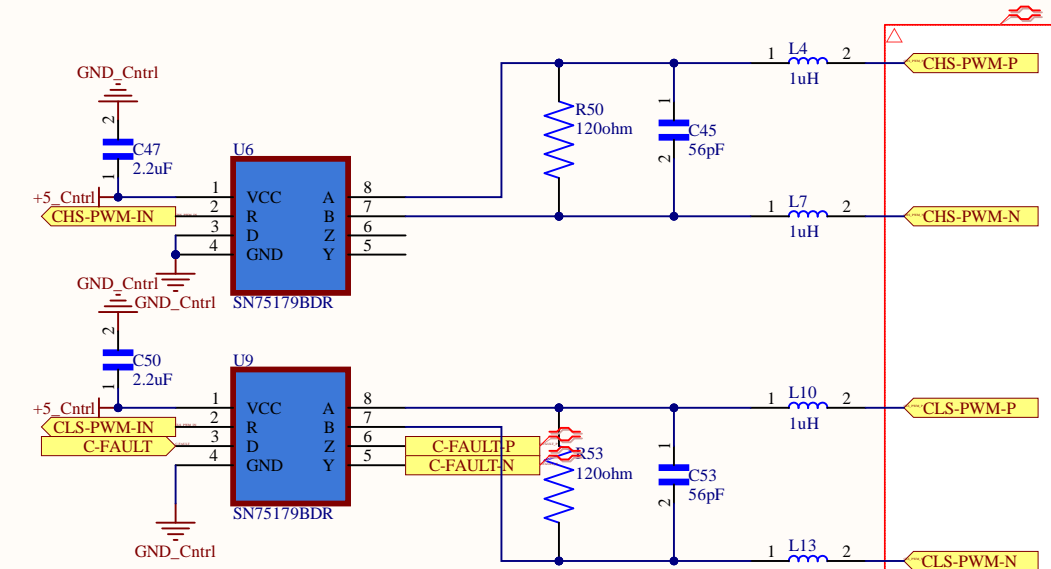 L4
1 2
1uH
CHS-PWM-P
GND_Cntrl
2
C47
2.2uF
1
R50
120ohm
1
C45
56pF
2
U6
+5_Cntrl
1 VCC A 8
CHS-PWM-IN
2 R B 7
3 D Z 6
4 GND Y 5
L7
1 2
1uH
CHS-PWM-N
GND_Cntrl
GND_Cntrl
SN75179BDR
2
C50
2.2uF
1
U9
+5_Cntrl
1 VCC A 8
CLS-PWM-IN
2 R B 7
C-FAULT
3 D Z 6
C-FAULT-P
4 GND Y 5
C-FAULT-N
L10
1 2
1uH
CLS-PWM-P
R53
120ohm
1
C53
56pF
2
SN75179BDR
GND_Cntrl
L13
1 2
1uH
CLS-PWM-N